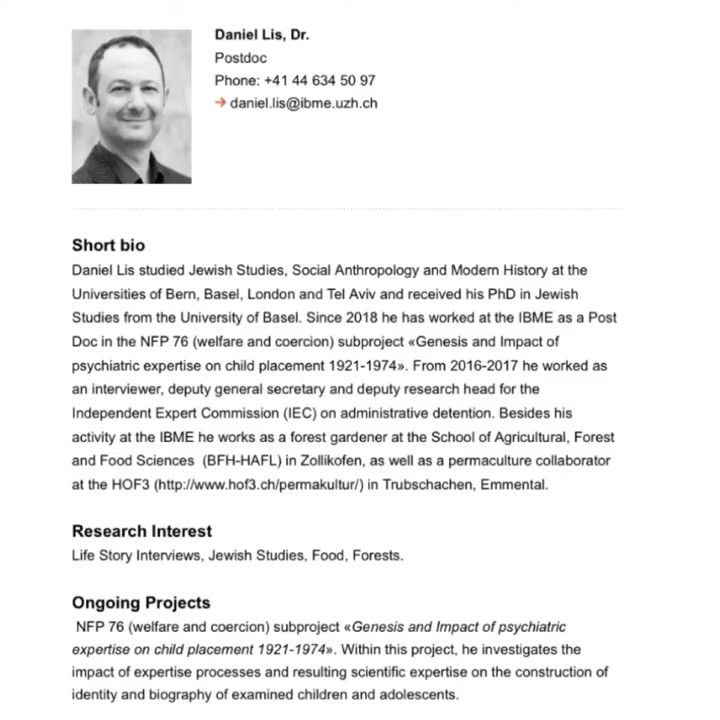 Daniel Lis, Dr.
Postdoc
Phone: +41 44 634 50 97
→ daniel.lis@ibme.uzh.ch
Short bio
Daniel Lis studied Jewish Studies, Social Anthropology and Modern History at the
Universities of Bern, Basel, London and Tel Aviv and received his PhD in Jewish
Studies from the University of Basel. Since 2018 he has worked at the IBME as a Post
Doc in the NFP 76 (welfare and coercion) subproject «Genesis and Impact of
psychiatric expertise on child placement 1921-1974». From 2016-2017 he worked as
an interviewer, deputy general secretary and deputy research head for the
Independent Expert Commission (IEC) on administrative detention. Besides his
activity at the IBME he works as a forest gardener at the School of Agricultural, Forest
and Food Sciences (BFH-HAFL) in Zollikofen, as well as a permaculture collaborator
at the HOF3 (http://www.hof3.ch/permakultur/) in Trubschachen, Emmental.
Research Interest
Life Story Interviews, Jewish Studies, Food, Forests.
Ongoing Projects
NFP 76 (welfare and coercion) subproject «Genesis and Impact of psychiatric
expertise on child placement 1921-1974». Within this project, he investigates the
impact of expertise processes and resulting scientific expertise on the construction of
identity and biography of examined children and adolescents.